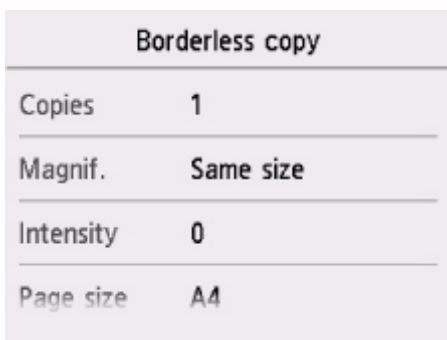 Borderless copy
Copies 1
Magnif. Same size
Intensity 0
Page size A4